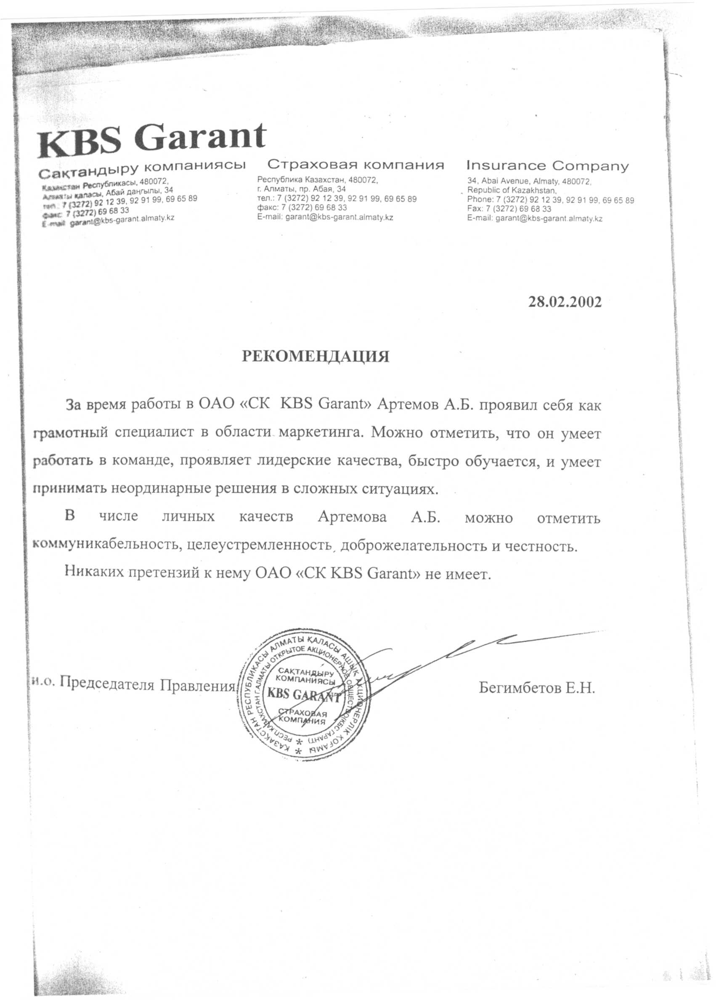 KBS Garant
Сақтандыру компаниясы
Казакстан Республикасы, 480072,
Алматы қаласы, Абай даңғылы, 34
тел.: 7 (3272) 92 12 39, 92 91 99, 69 65 89
факс: 7 (3272) 69 68 33
E-mail: garant@kbs-garant.almaty.kz
Страховая компания
Республика Казахстан, 480072,
г. Алматы, пр. Абая, 34
тел.: 7 (3272) 92 12 39, 92 91 99, 69 65 89
факс: 7 (3272) 69 68 33
E-mail: garant@kbs-garant.almaty.kz
Insurance Company
34, Abai Avenue, Almaty, 480072,
Republic of Kazakhstan,
Phone: 7 (3272) 92 12 39, 92 91 99, 69 65 89
Fax: 7 (3272) 69 68 33
E-mail: garant@kbs-garant.almaty.kz
28.02.2002
РЕКОМЕНДАЦИЯ
За время работы в ОАО «СК KBS Garant» Артемов А.Б. проявил себя как
грамотный специалист в области маркетинга. Можно отметить, что он умеет
работать в команде, проявляет лидерские качества, быстро обучается, и умеет
принимать неординарные решения в сложных ситуациях.
В числе личных качеств Артемова А.Б. можно отметить
коммуникабельность, целеустремленность, доброжелательность и честность.
Никаких претензий к нему ОАО «СК KBS Garant» не имеет.
и.о. Председателя Правления
Бегимбетов Е.Н.
ҚАЗАҚСТАН РЕСПУБЛИКАСЫ АЛМАТЫ ҚАЛАСЫ АШЫҚ АКЦИОНЕРЛІК ҚОҒАМЫ
РЕСП.КАЗАХСТАН Г.АЛМАТЫ ОТКРЫТОЕ АКЦИОНЕРНОЕ ОБЩЕСТВО (КБС ГАРАНТ)
САҚТАНДЫРУ
КОМПАНИЯСЫ
KBS GARANT
СТРАХОВАЯ
КОМПАНИЯ